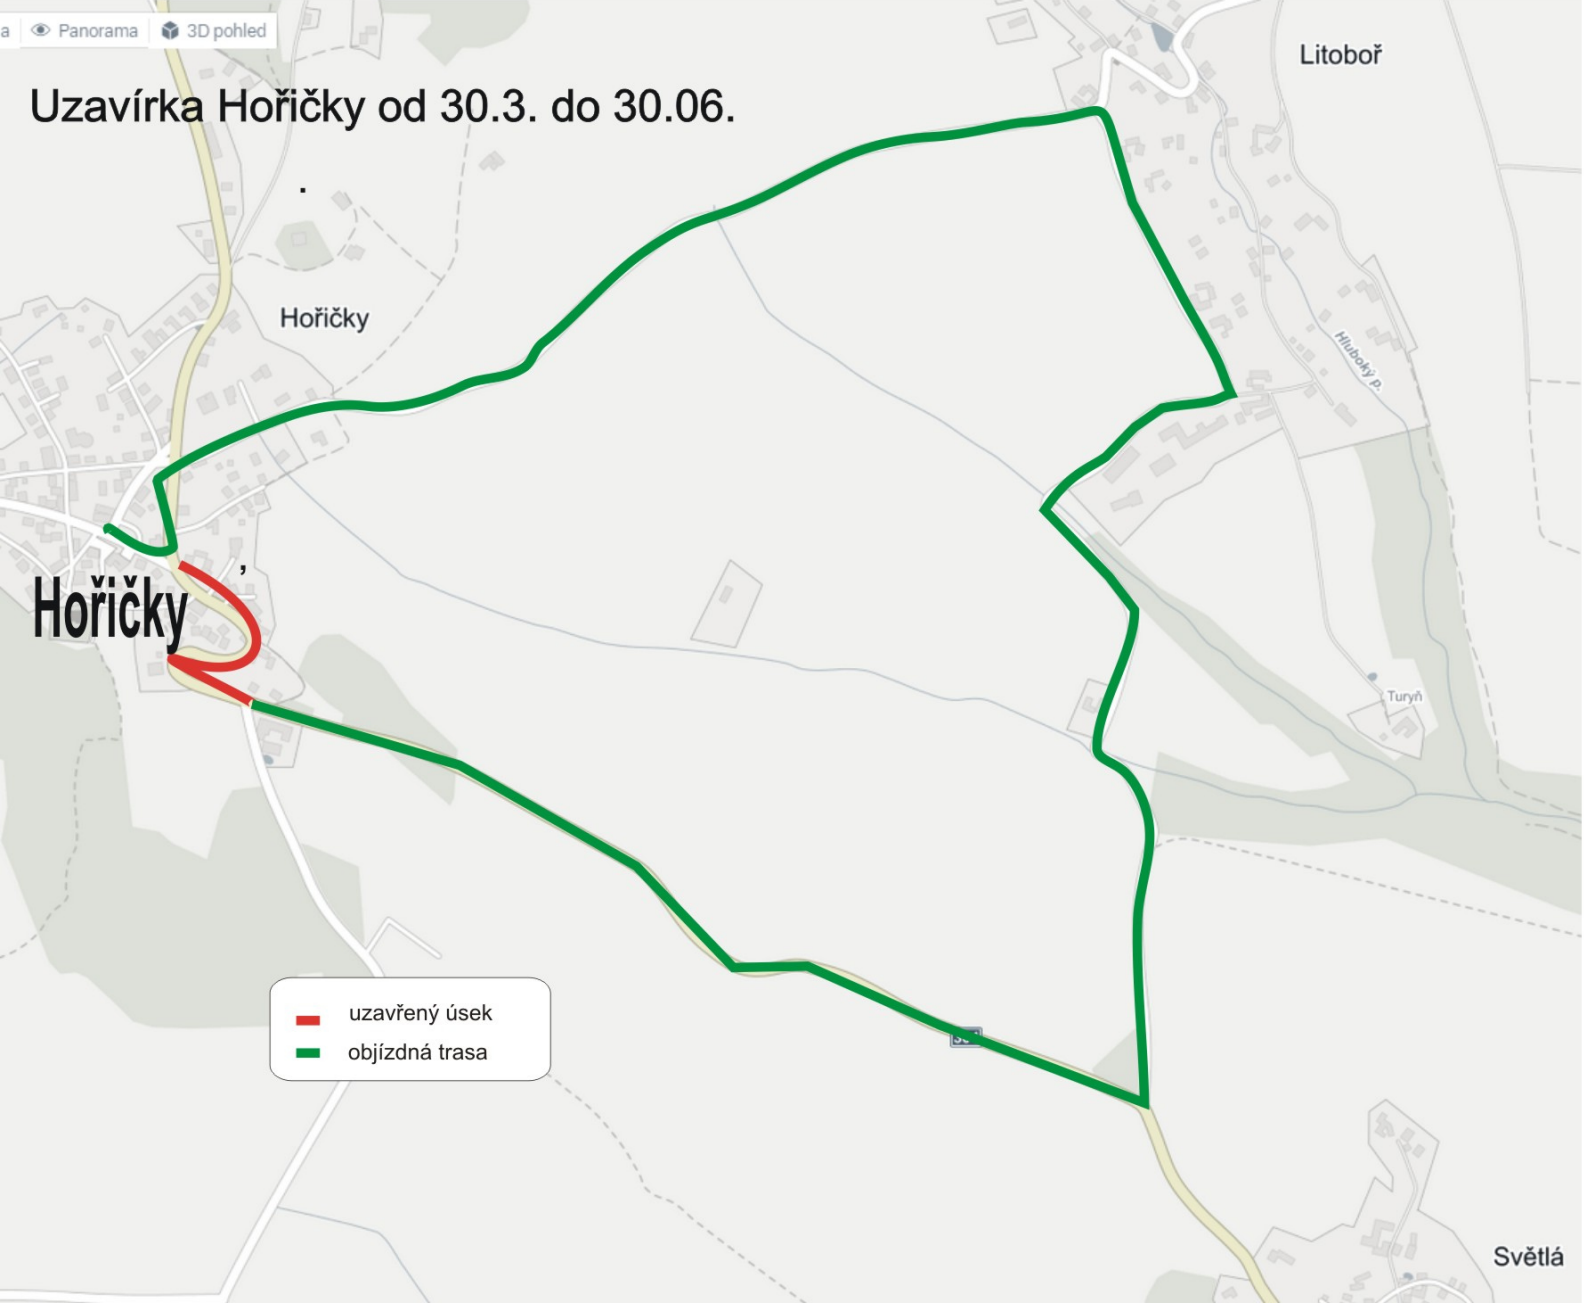 a Panorama 3D pohled
Litoboř
Uzavírka Hořičky od 30.3. do 30.06.
.
Hořičky
Hluboký p.
,
Hořičky
Turyň
uzavřený úsek
objízdná trasa
Světlá